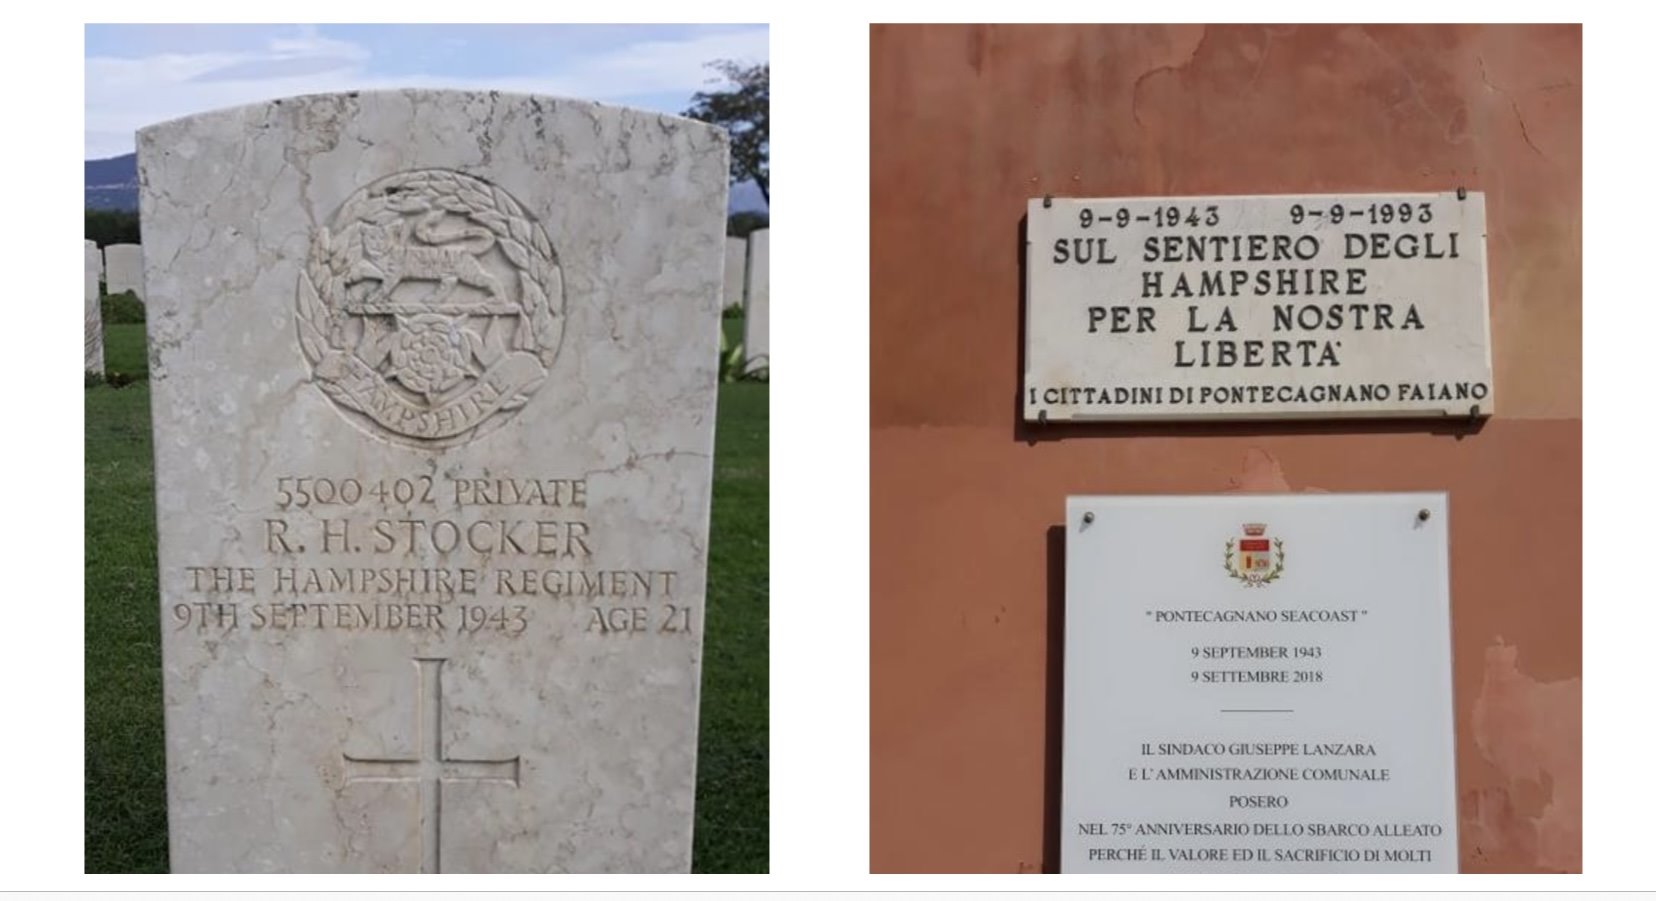 HAMPSHIRE
5500402 PRIVATE
R. H. STOCKER
THE HAMPSHIRE REGIMENT
9TH SEPTEMBER 1943 AGE 21
9-9-1943 9-9-1993
SUL SENTIERO DEGLI
HAMPSHIRE
PER LA NOSTRA
LIBERTA'
I CITTADINI DI PONTECAGNANO FAIANO
" PONTECAGNANO SEACOAST "
9 SEPTEMBER 1943
9 SETTEMBRE 2018
IL SINDACO GIUSEPPE LANZARA
E L' AMMINISTRAZIONE COMUNALE
POSERO
NEL 75° ANNIVERSARIO DELLO SBARCO ALLEATO
PERCHÉ IL VALORE ED IL SACRIFICIO DI MOLTI